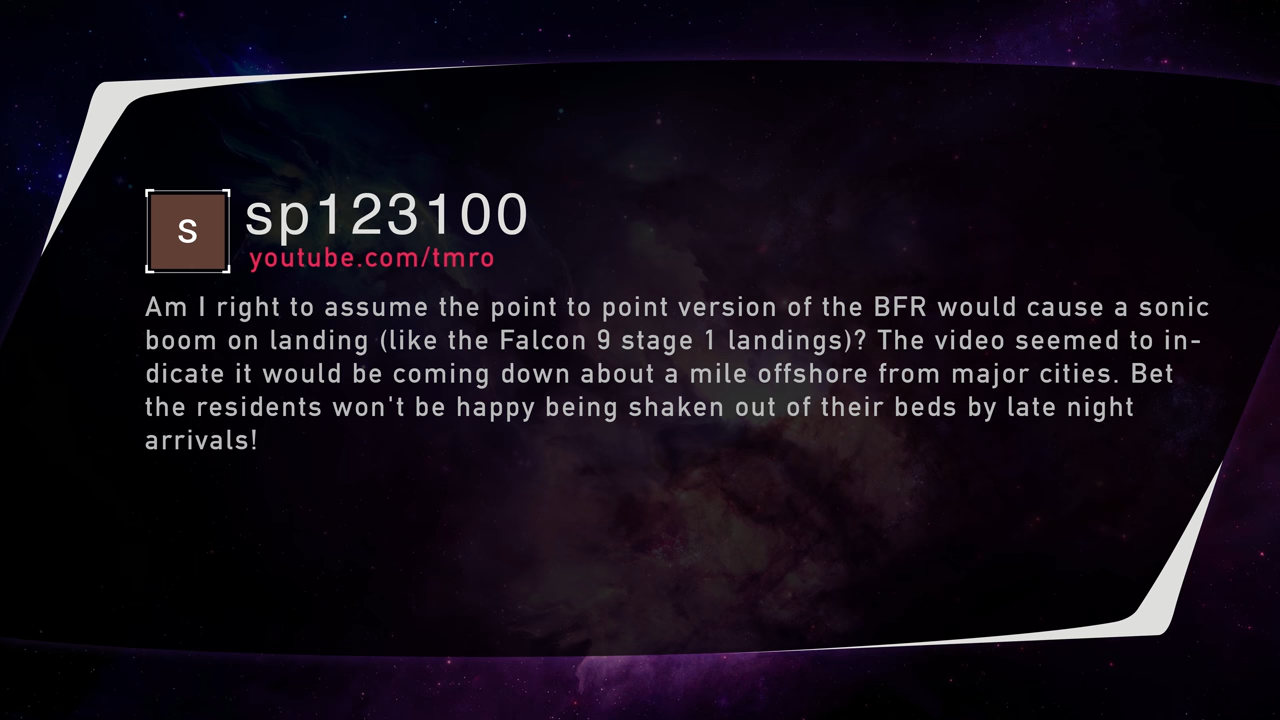 s
sp123100
youtube.com/tmro
Am I right to assume the point to point version of the BFR would cause a sonic
boom on landing (like the Falcon 9 stage 1 landings)? The video seemed to in-
dicate it would be coming down about a mile offshore from major cities. Bet
the residents won't be happy being shaken out of their beds by late night
arrivals!